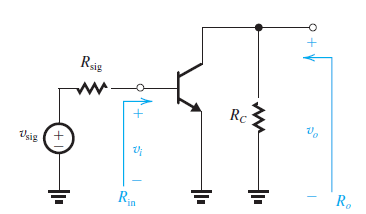 R_sig
R_C
v_sig
+
−
+
v_i
−
+
v_o
−
R_in
R_o